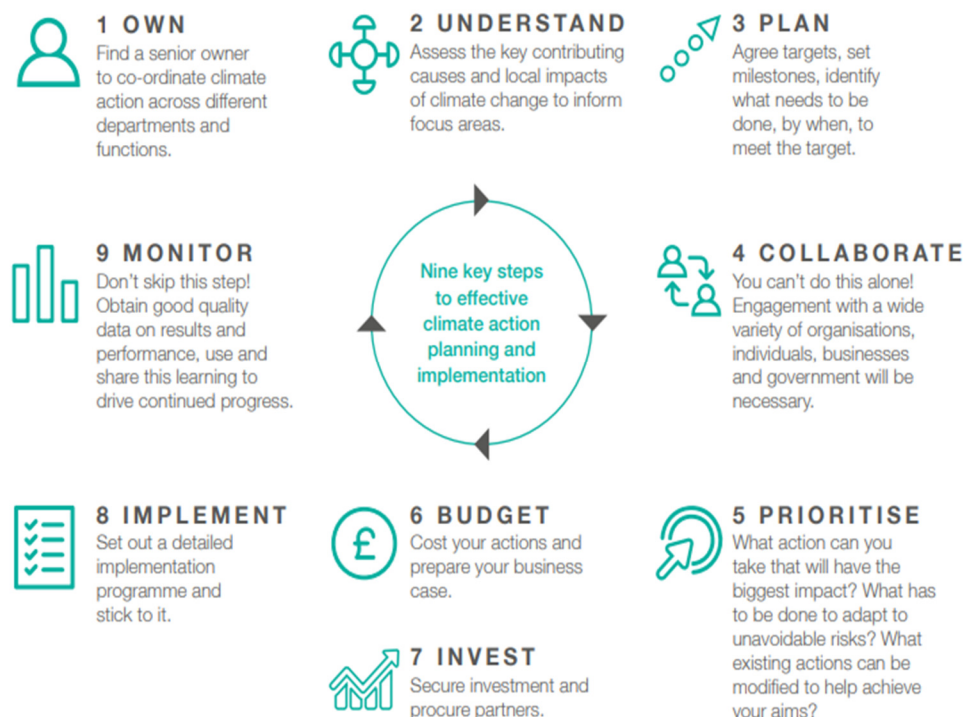 1 OWN
Find a senior owner
to co-ordinate climate
action across different
departments and
functions.
2 UNDERSTAND
Assess the key contributing
causes and local impacts
of climate change to inform
focus areas.
3 PLAN
Agree targets, set
milestones, identify
what needs to be
done, by when, to
meet the target.
9 MONITOR
Don't skip this step!
Obtain good quality
data on results and
performance, use and
share this learning to
drive continued progress.
Nine key steps
to effective
climate action
planning and
implementation
4 COLLABORATE
You can't do this alone!
Engagement with a wide
variety of organisations,
individuals, businesses
and government will be
necessary.
8 IMPLEMENT
Set out a detailed
implementation
programme and
stick to it.
£
6 BUDGET
Cost your actions and
prepare your business
case.
5 PRIORITISE
What action can you
take that will have the
biggest impact? What has
to be done to adapt to
unavoidable risks? What
existing actions can be
modified to help achieve
your aims?
7 INVEST
Secure investment and
procure partners.